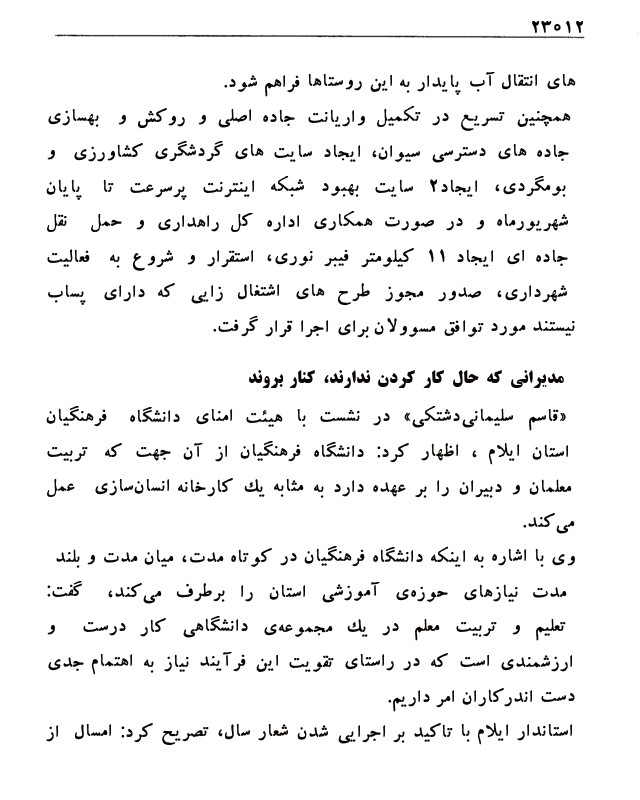 ۲۳۰۱۲
های انتقال آب پایدار به این روستاها فراهم شود.
همچنین تسریع در تکمیل واریانت جاده اصلی و روکش و بهسازی
جاده های دسترسی سیوان، ایجاد سایت های گردشگری کشاورزی و
بومگردی، ایجاد۲ سایت بهبود شبکه اینترنت پرسرعت تا پایان
شهریورماه و در صورت همکاری اداره کل راهداری و حمل نقل
جاده ای ایجاد ۱۱ کیلومتر فیبر نوری، استقرار و شروع به فعالیت
شهرداری، صدور مجوز طرح های اشتغال زایی که دارای پساب
نیستند مورد توافق مسوولان برای اجرا قرار گرفت.
مدیرانی که حال کار کردن ندارند، کنار بروند
«قاسم سلیمانی‌دشتکی» در نشست با هیئت امنای دانشگاه فرهنگیان
استان ایلام ، اظهار کرد: دانشگاه فرهنگیان از آن جهت که تربیت
معلمان و دبیران را بر عهده دارد به مثابه یك کارخانه انسان‌سازی عمل
می‌کند.
وی با اشاره به اینکه دانشگاه فرهنگیان در کوتاه مدت، میان مدت و بلند
مدت نیازهای حوزه‌ی آموزشی استان را برطرف می‌کند، گفت:
تعلیم و تربیت معلم در یك مجموعه‌ی دانشگاهی کار درست و
ارزشمندی است که در راستای تقویت این فرآیند نیاز به اهتمام جدی
دست اندرکاران امر داریم.
استاندار ایلام با تاکید بر اجرایی شدن شعار سال، تصریح کرد: امسال از